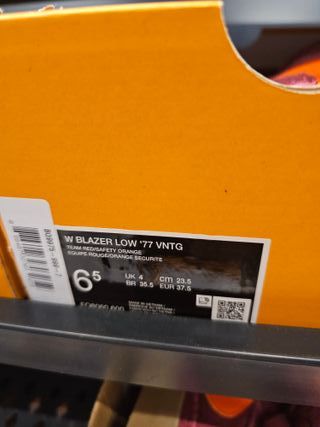 W BLAZER LOW '77 VNTG
TEAM RED/SAFETY ORANGE
EQUIPE ROUGE/ORANGE SECURITE
6.5
UK 4 cm 23.5
BR 35.5 EUR 37.5